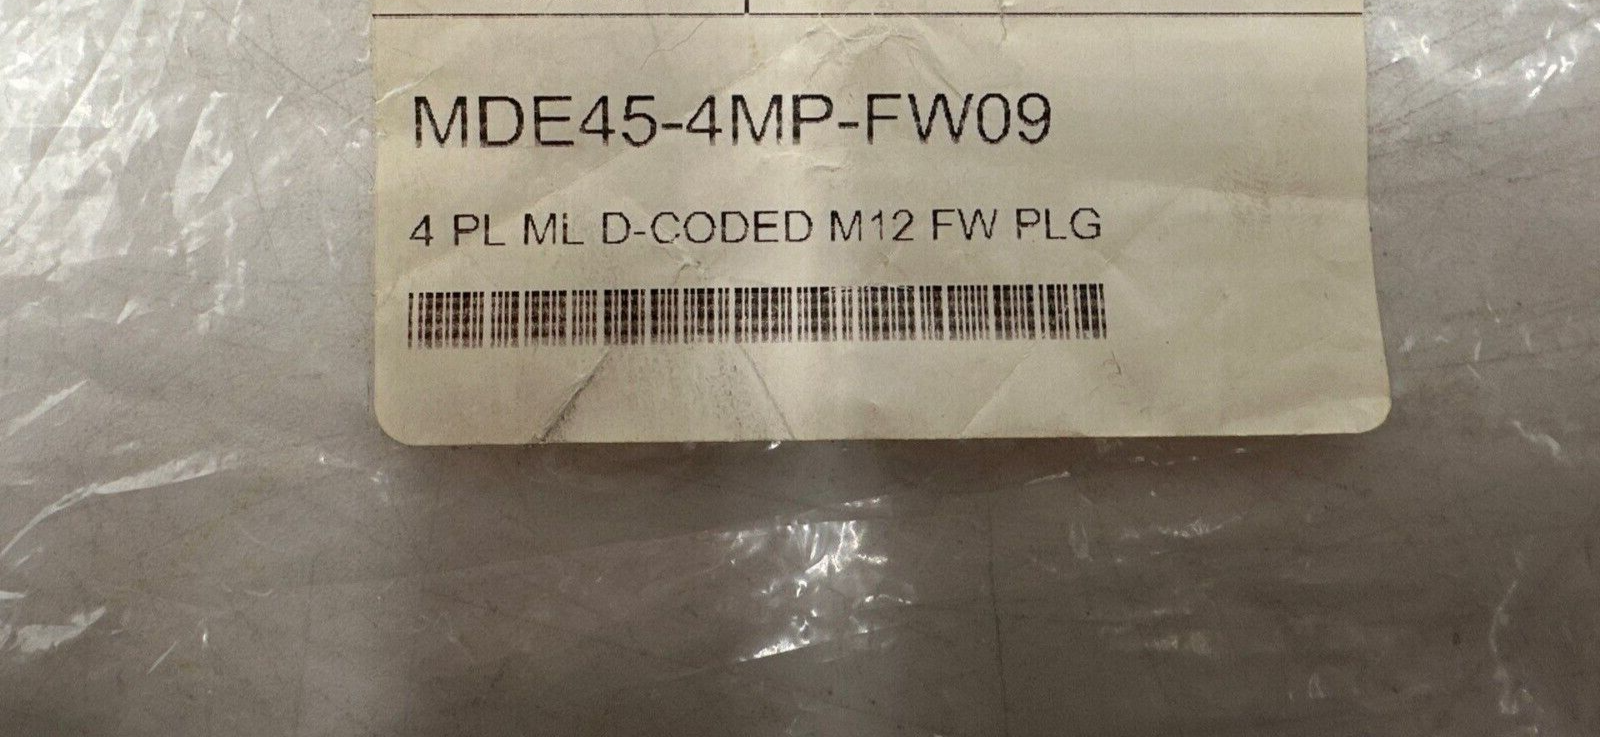 MDE45-4MP-FW09
4 PL ML D-CODED M12 FW PLG